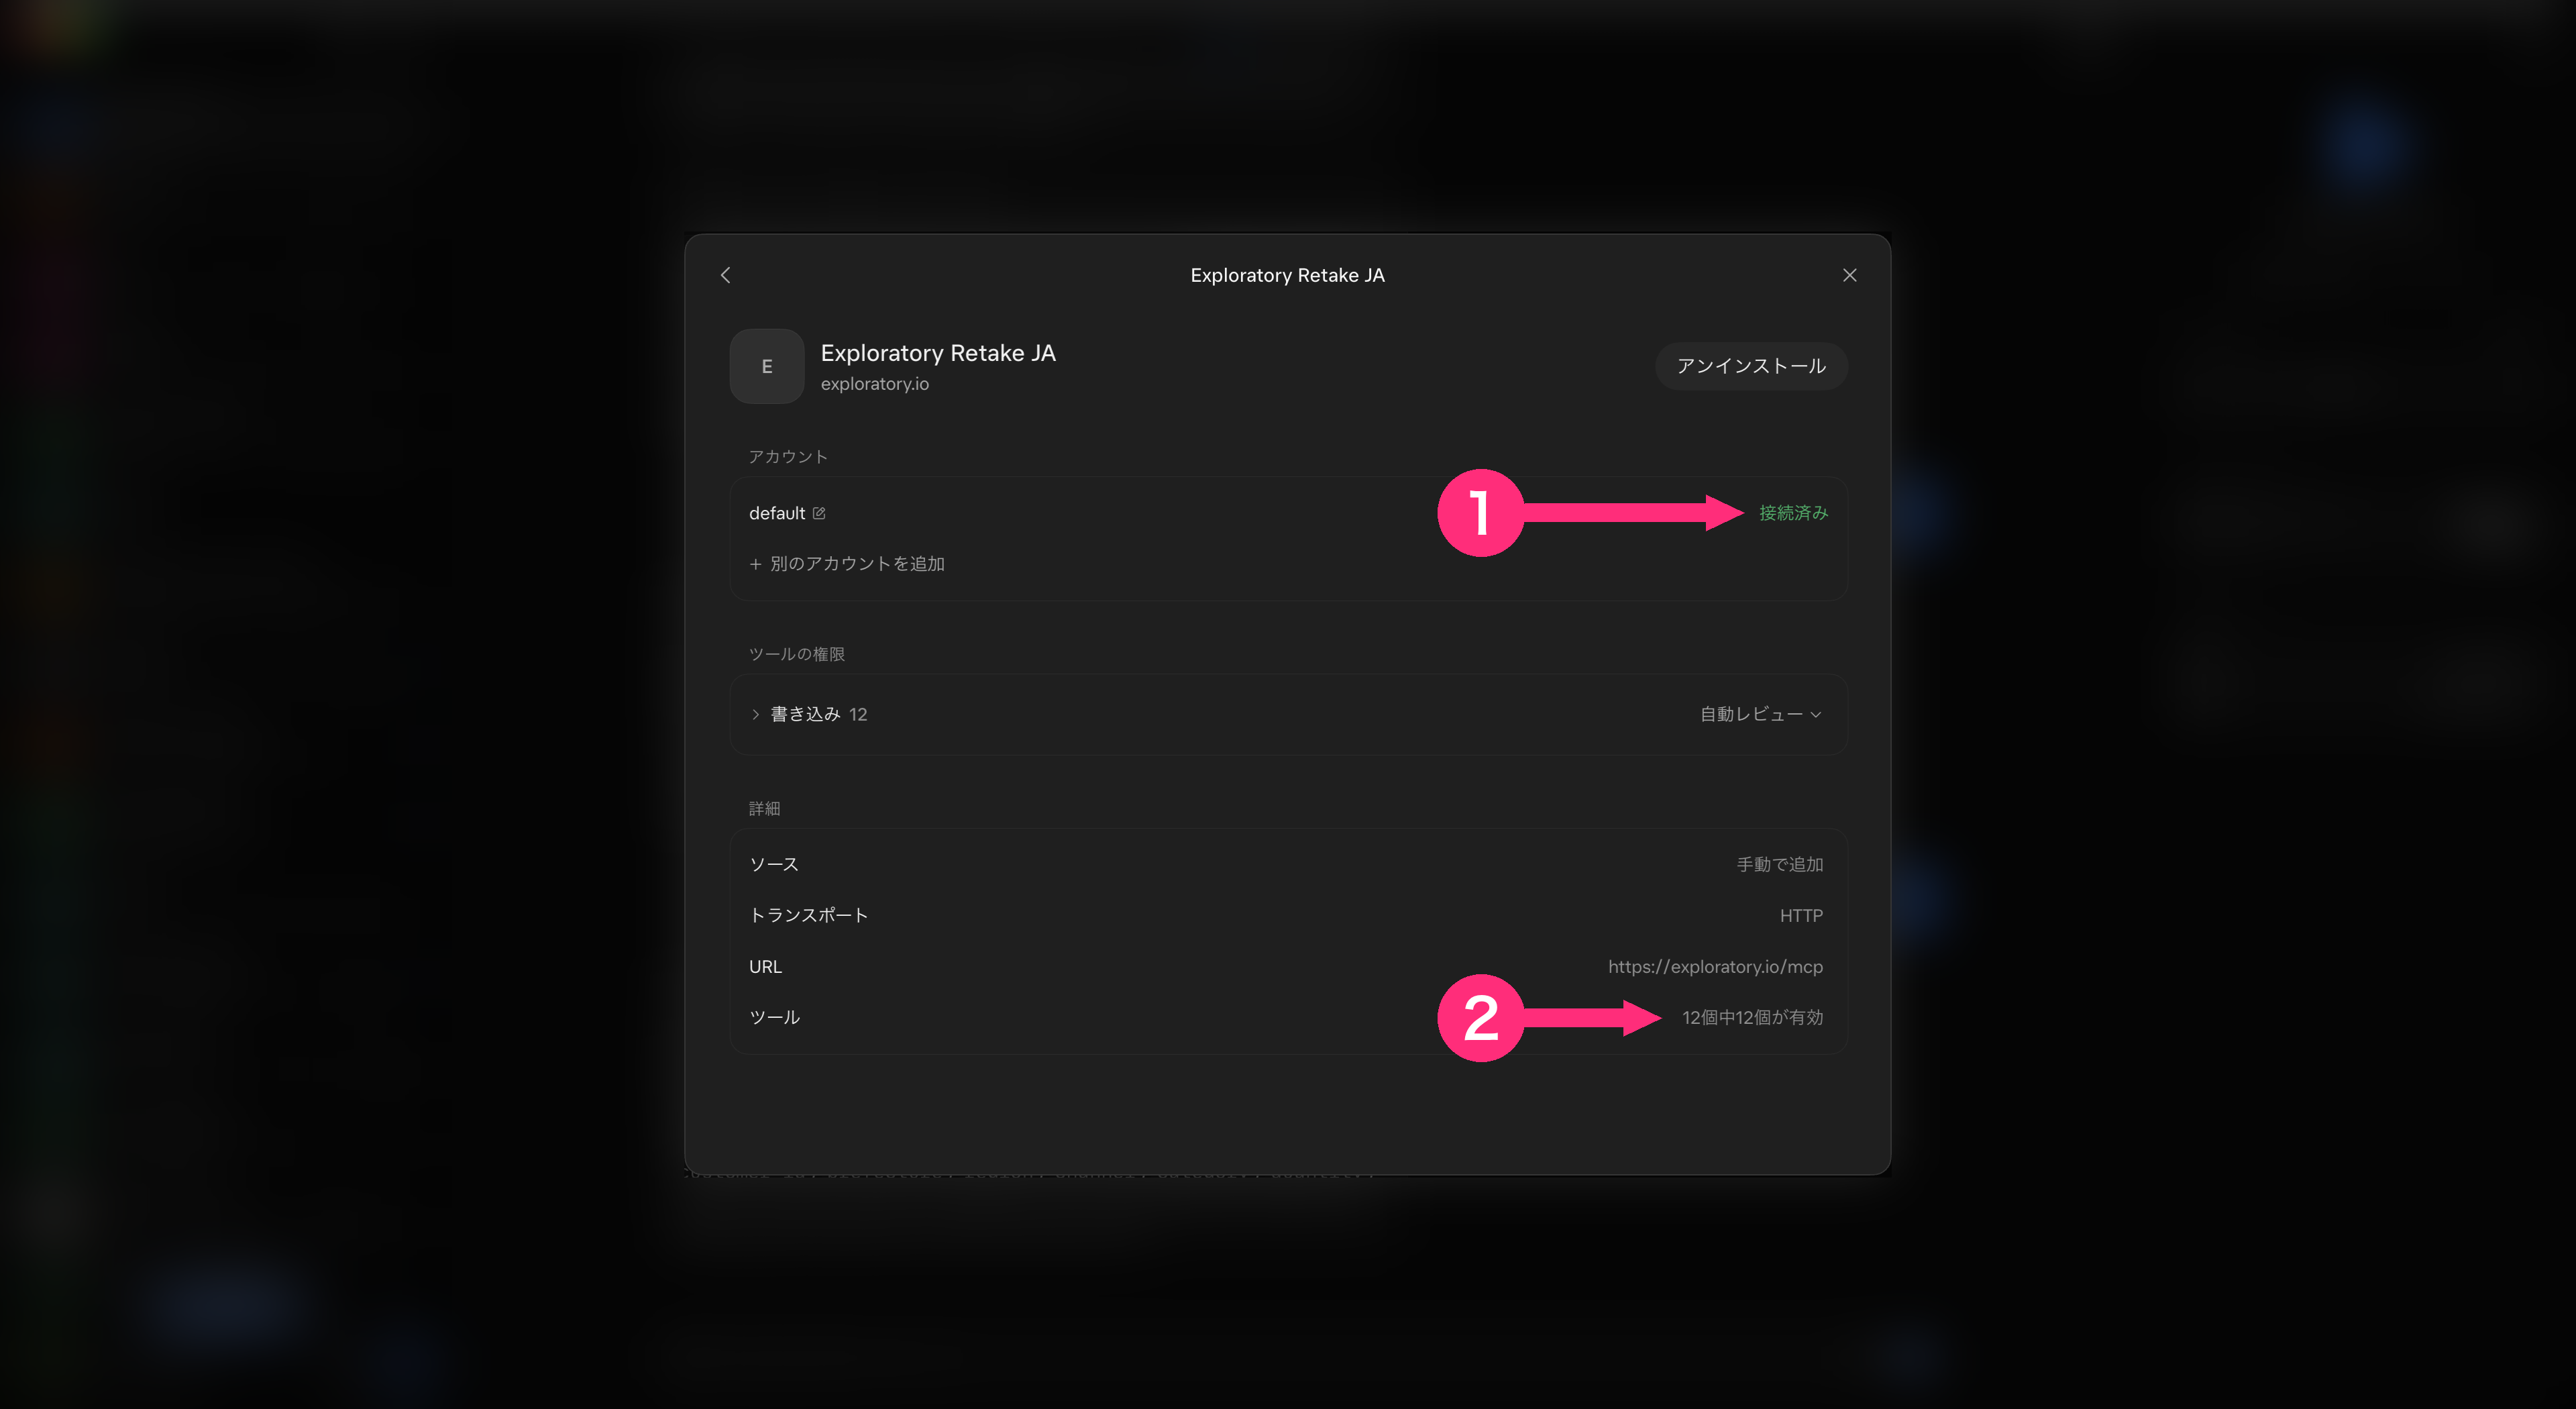 Exploratory Retake JA
E
Exploratory Retake JA
exploratory.io
アンインストール
アカウント
default
1
接続済み
+ 別のアカウントを追加
ツールの権限
書き込み 12
自動レビュー
詳細
ソース
手動で追加
トランスポート
HTTP
URL
https://exploratory.io/mcp
ツール
2
12個中12個が有効